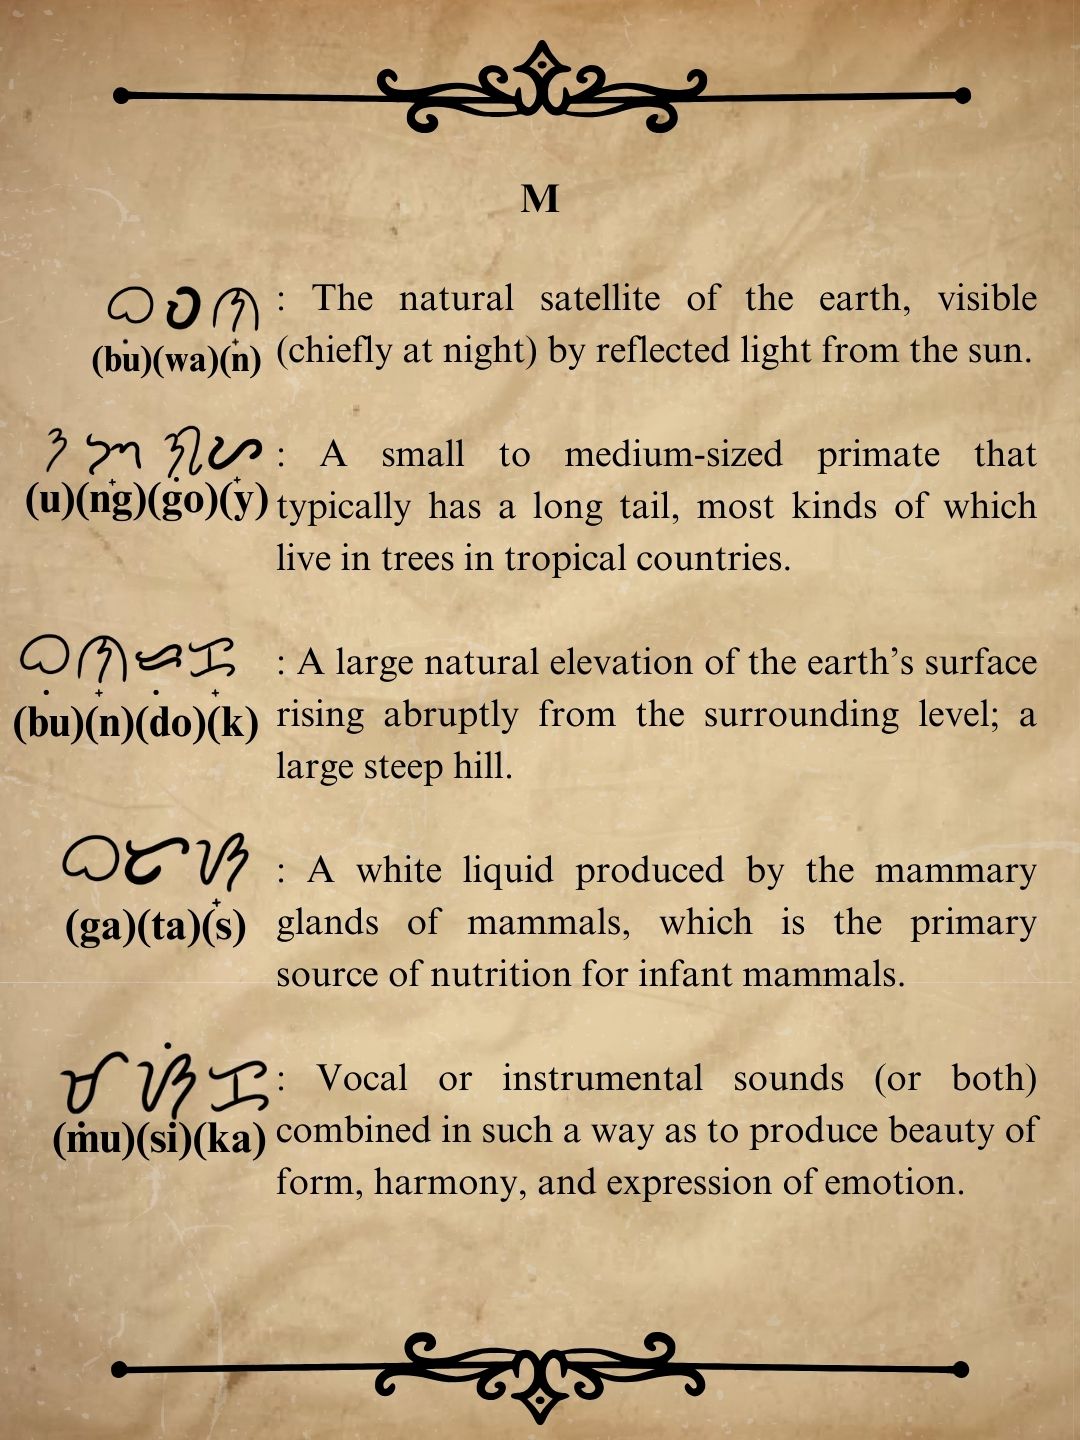 M
ᜊᜓᜏᜈ᜔ : The natural satellite of the earth, visible
(bu)(wa)(n) (chiefly at night) by reflected light from the sun.
ᜂᜅ᜔ᜄᜓᜌ᜔ : A small to medium-sized primate that
(u)(ng)(go)(y) typically has a long tail, most kinds of which
live in trees in tropical countries.
ᜊᜓᜈ᜔ᜇᜓᜃ᜔ : A large natural elevation of the earth’s surface
(bu)(n)(do)(k) rising abruptly from the surrounding level; a
large steep hill.
ᜊᜆᜐ᜔ : A white liquid produced by the mammary
(ga)(ta)(s) glands of mammals, which is the primary
source of nutrition for infant mammals.
ᜋᜓᜐᜒᜃ : Vocal or instrumental sounds (or both)
(mu)(si)(ka) combined in such a way as to produce beauty of
form, harmony, and expression of emotion.